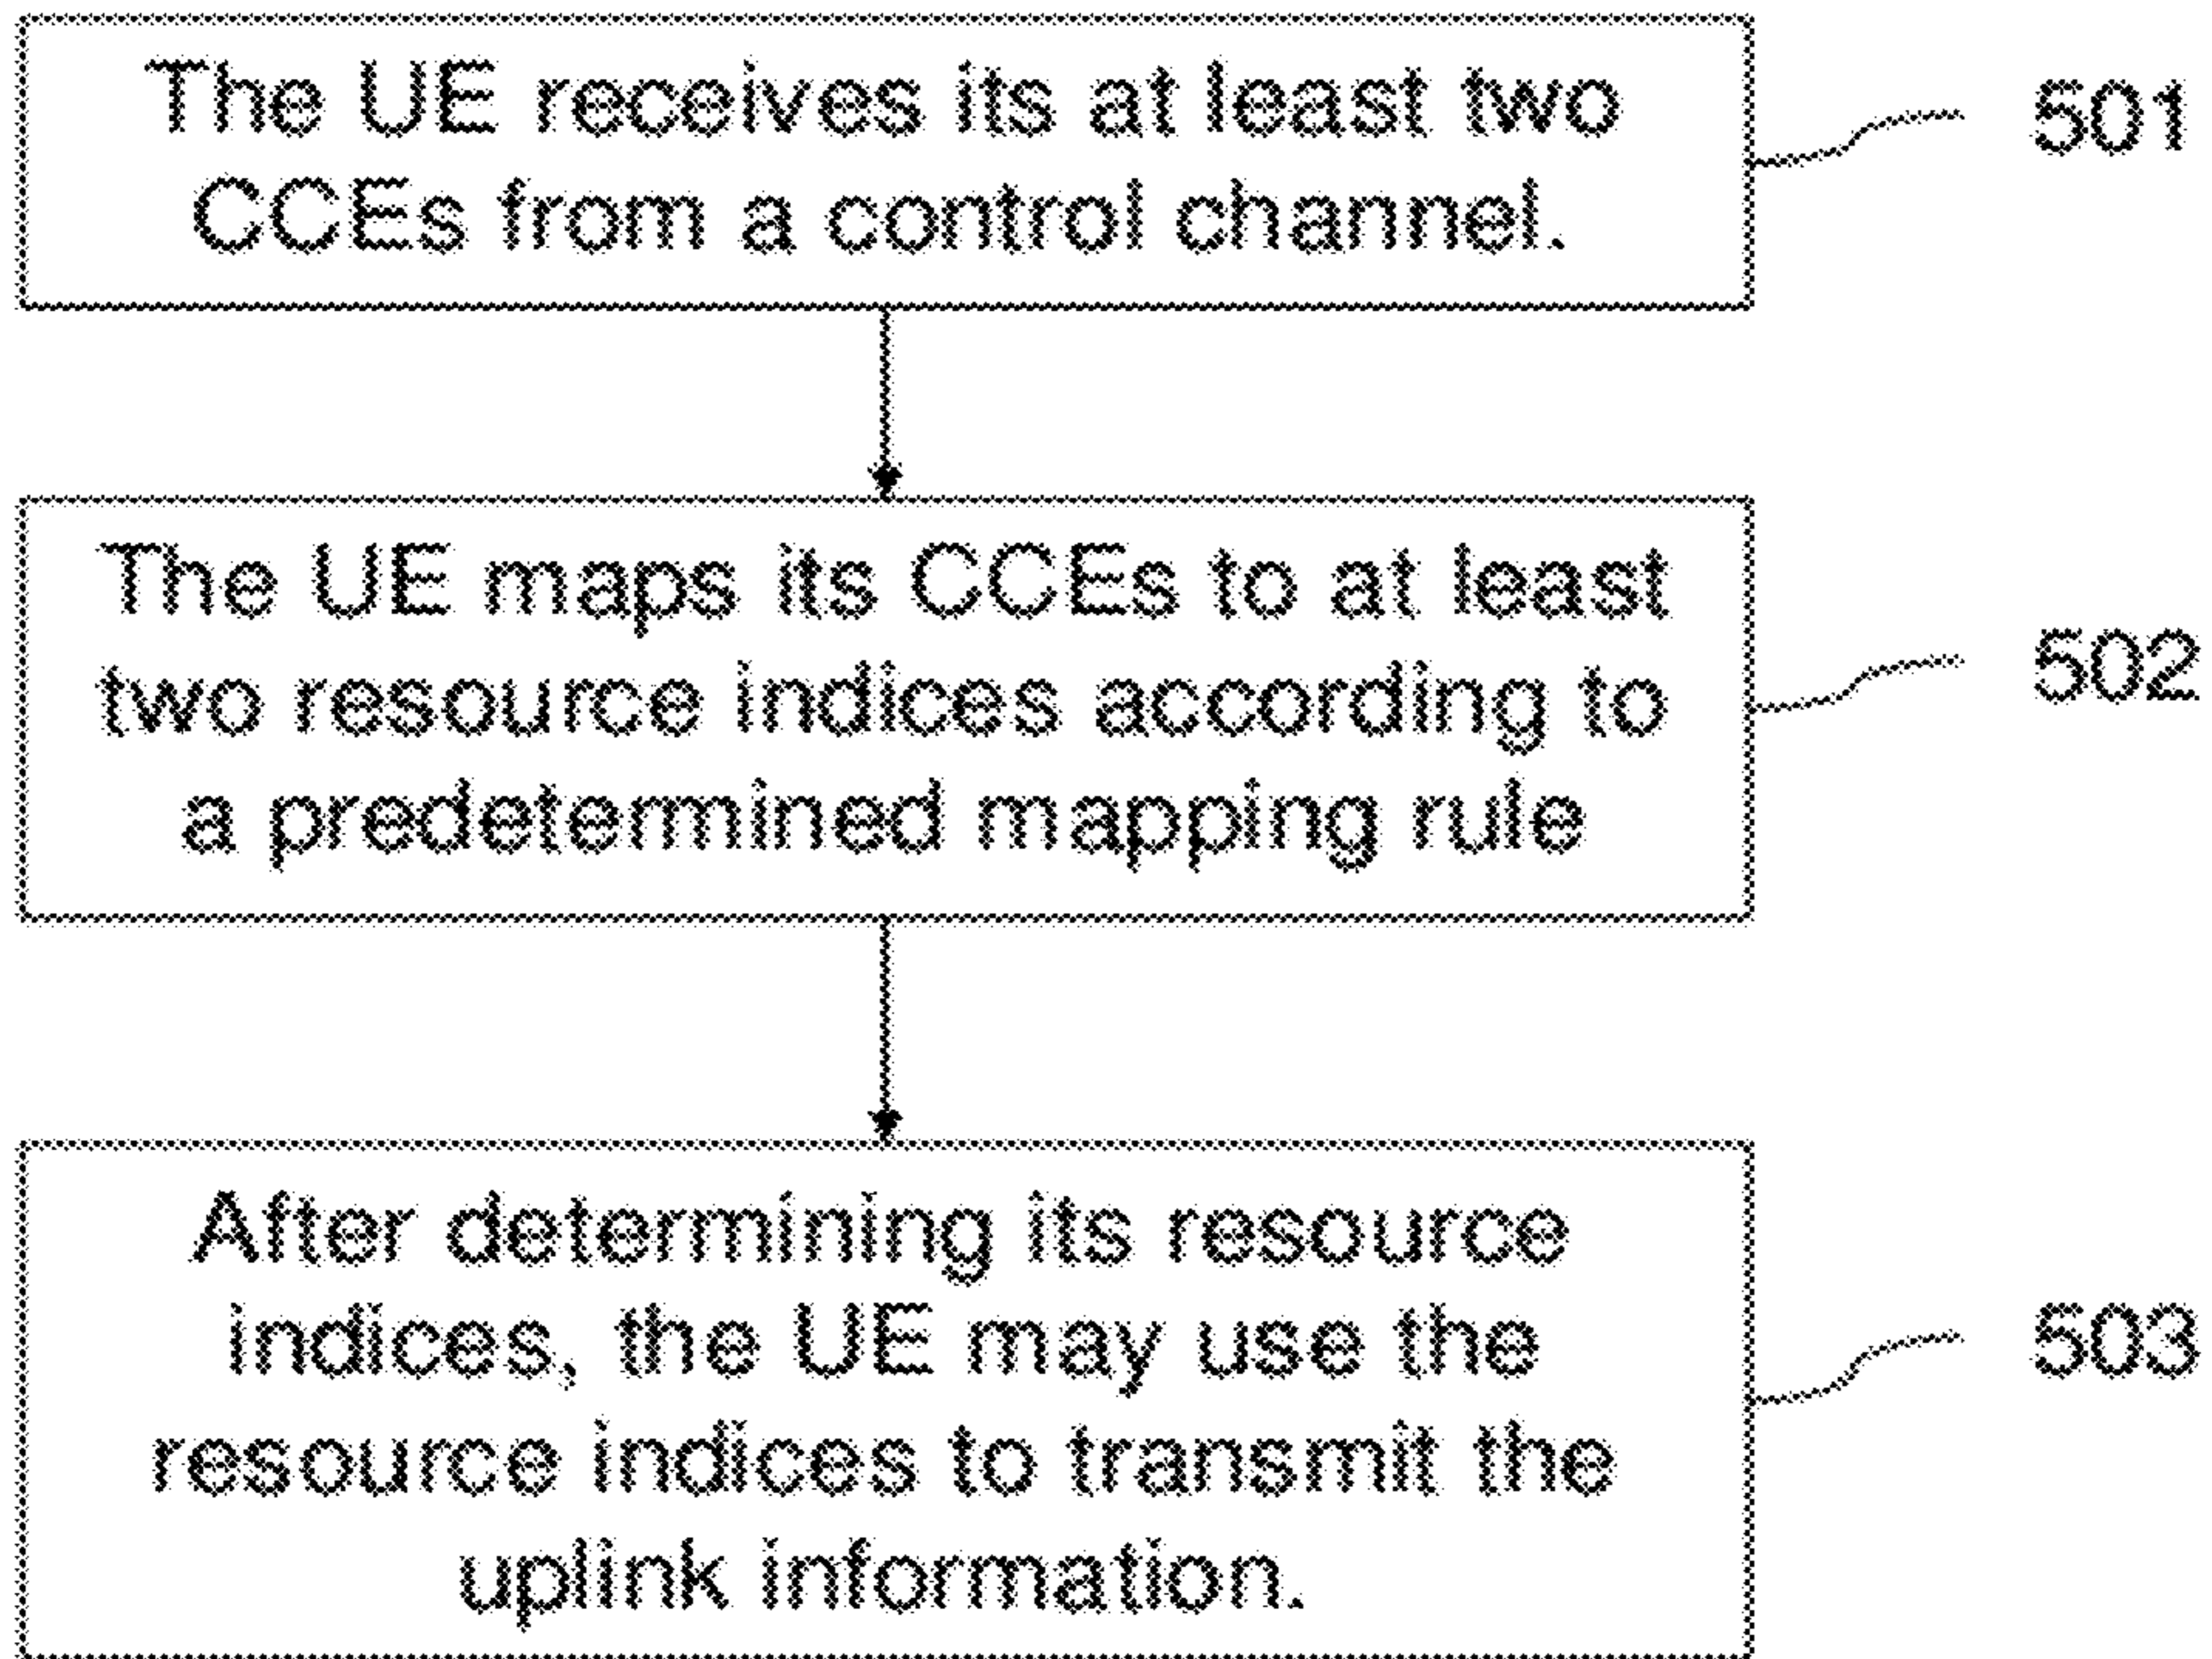 The UE receives its at least two
CCEs from a control channel.
501
The UE maps its CCEs to at least
two resource indices according to
a predetermined mapping rule
502
After determining its resource
indices, the UE may use the
resource indices to transmit the
uplink information.
503